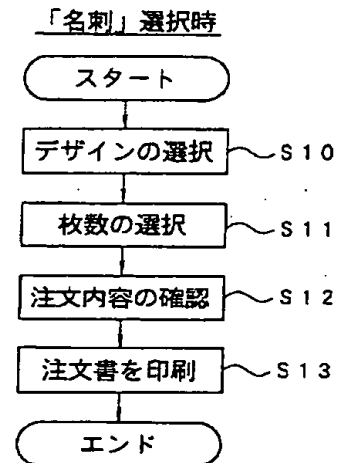 「名刺」選択時
スタート
デザインの選択 S10
枚数の選択 S11
注文内容の確認 S12
注文書を印刷 S13
エンド